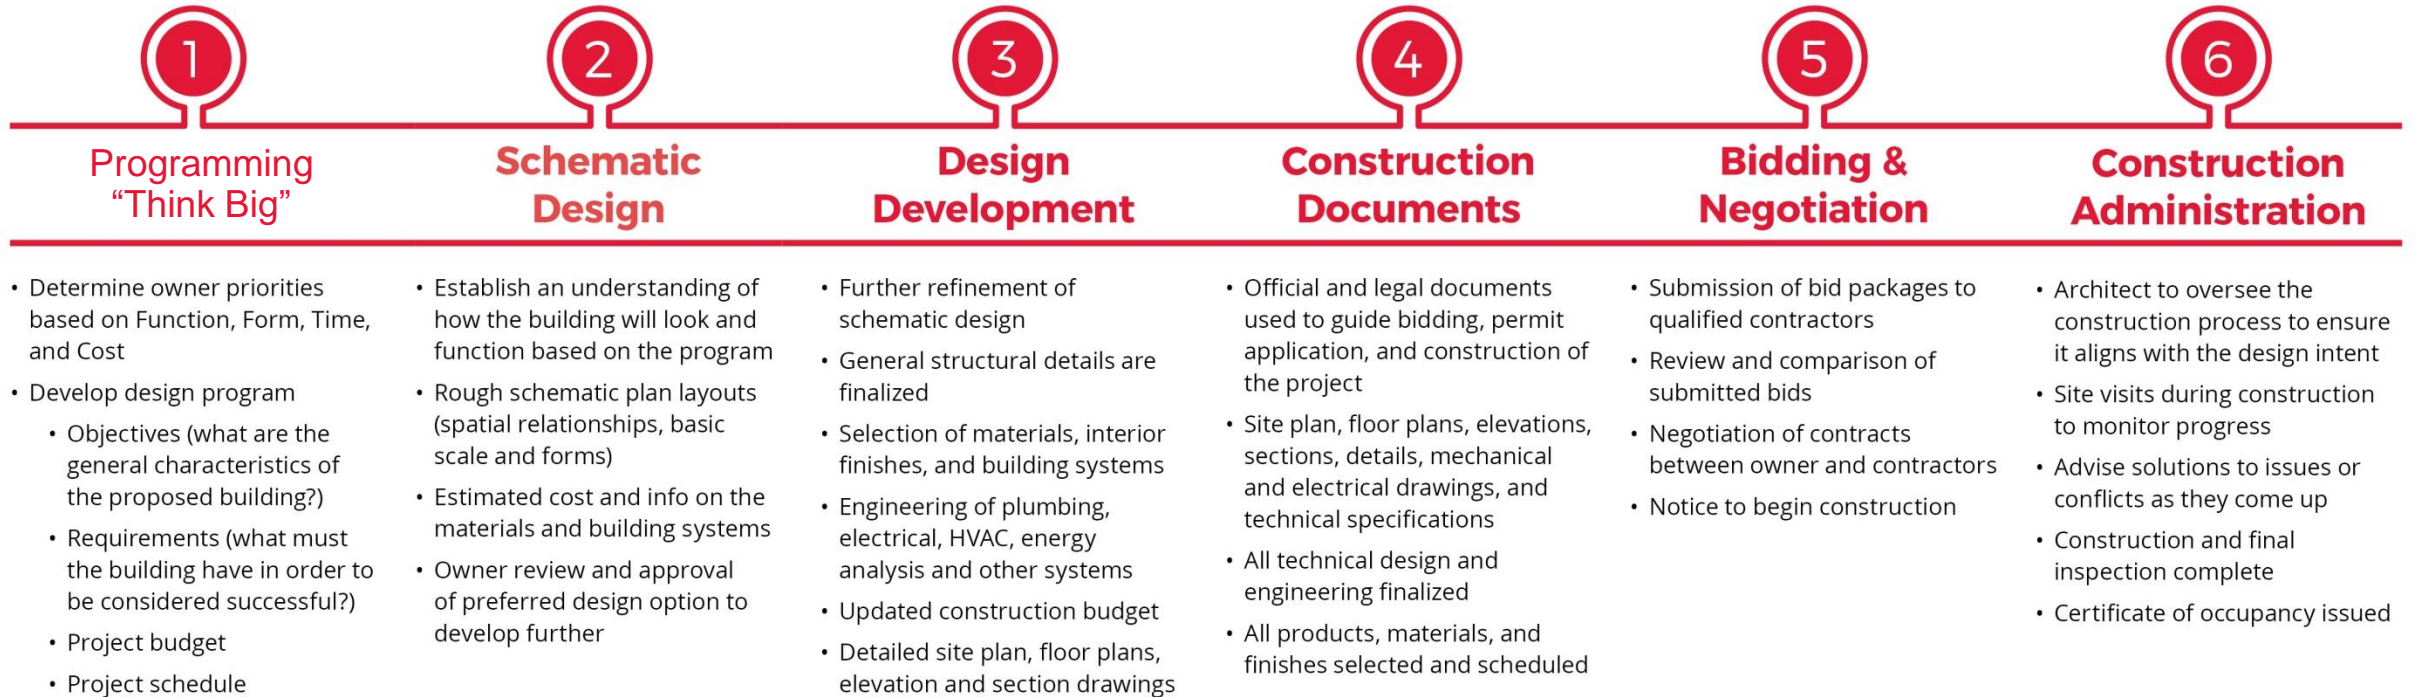 1
Programming
“Think Big”
• Determine owner priorities
based on Function, Form, Time,
and Cost
• Develop design program
• Objectives (what are the
general characteristics of
the proposed building?)
• Requirements (what must
the building have in order to
be considered successful?)
• Project budget
• Project schedule
2
Schematic
Design
• Establish an understanding of
how the building will look and
function based on the program
• Rough schematic plan layouts
(spatial relationships, basic
scale and forms)
• Estimated cost and info on the
materials and building systems
• Owner review and approval
of preferred design option to
develop further
3
Design
Development
• Further refinement of
schematic design
• General structural details are
finalized
• Selection of materials, interior
finishes, and building systems
• Engineering of plumbing,
electrical, HVAC, energy
analysis and other systems
• Updated construction budget
• Detailed site plan, floor plans,
elevation and section drawings
4
Construction
Documents
• Official and legal documents
used to guide bidding, permit
application, and construction of
the project
• Site plan, floor plans, elevations,
sections, details, mechanical
and electrical drawings, and
technical specifications
• All technical design and
engineering finalized
• All products, materials, and
finishes selected and scheduled
5
Bidding &
Negotiation
• Submission of bid packages to
qualified contractors
• Review and comparison of
submitted bids
• Negotiation of contracts
between owner and contractors
• Notice to begin construction
6
Construction
Administration
• Architect to oversee the
construction process to ensure
it aligns with the design intent
• Site visits during construction
to monitor progress
• Advise solutions to issues or
conflicts as they come up
• Construction and final
inspection complete
• Certificate of occupancy issued